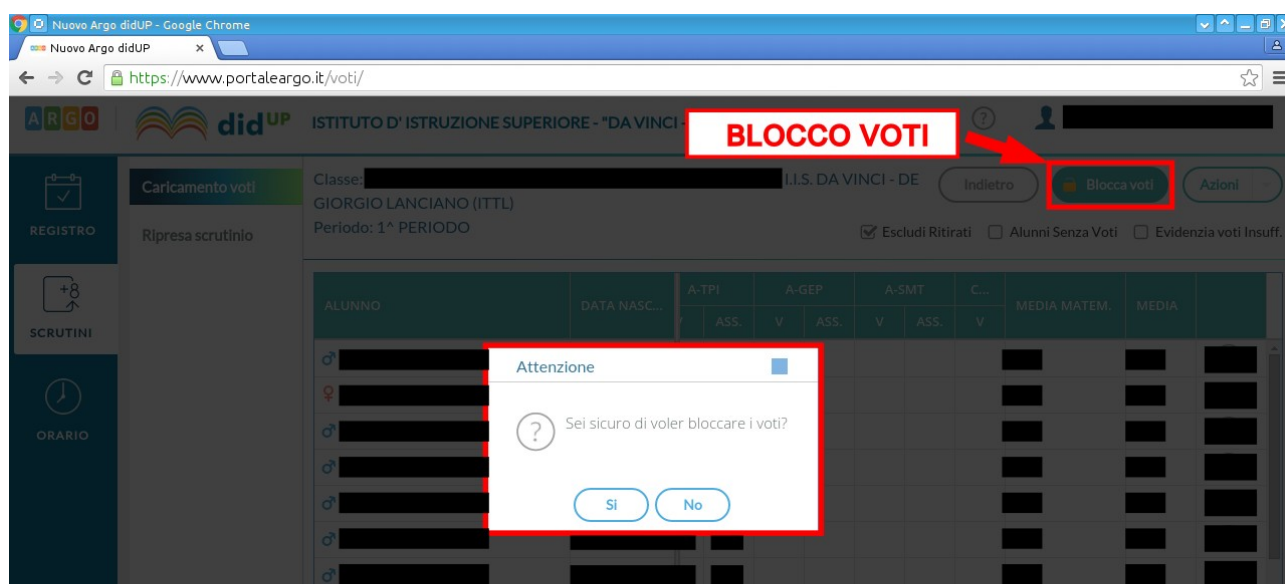 Nuovo Argo didUP - Google Chrome
Nuovo Argo didUP x
https://www.portaleargo.it/voti/
ARGO didUP ISTITUTO D' ISTRUZIONE SUPERIORE - "DA VINCI -
BLOCCO VOTI
Caricamento voti
Classe: I.I.S. DA VINCI - DE
GIORGIO LANCIANO (ITTL)
Periodo: 1^ PERIODO
Indietro Blocca voti Azioni
REGISTRO
Ripresa scrutinio
Escludi Ritirati Alunni Senza Voti Evidenzia voti Insuff.
+8
SCRUTINI
ALUNNO DATA NASC... A-TPI A-GEP A-SMT C... MEDIA MATEM. MEDIA
ASS. V ASS. V ASS. V
Attenzione
? Sei sicuro di voler bloccare i voti?
Si No
ORARIO